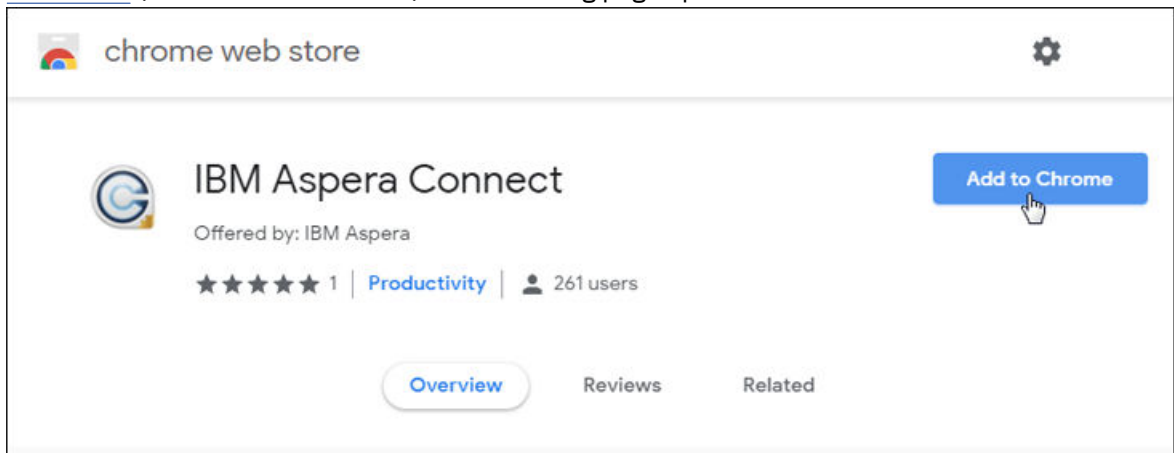 chrome web store
IBM Aspera Connect
Add to Chrome
Offered by: IBM Aspera
★★★★★ 1 | Productivity | 261 users
Overview Reviews Related